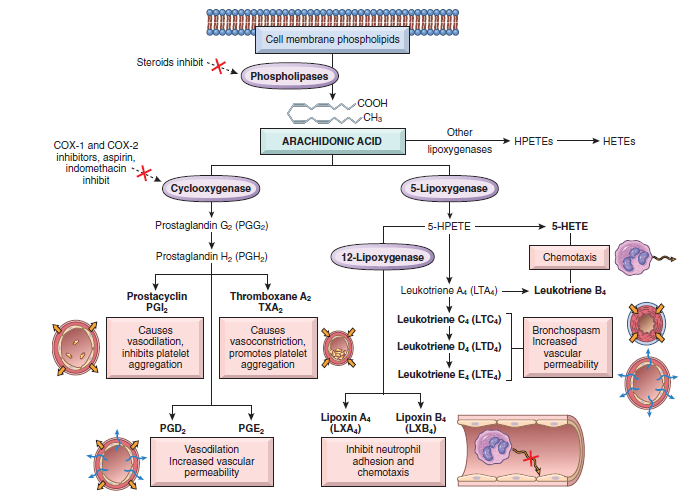 Cell membrane phospholipids
Steroids inhibit
Phospholipases
COOH
CH₃
ARACHIDONIC ACID
Other
lipoxygenases
HPETEs
HETEs
COX-1 and COX-2
inhibitors, aspirin,
indomethacin
inhibit
Cyclooxygenase
5-Lipoxygenase
Prostaglandin G₂ (PGG₂)
5-HPETE
5-HETE
Prostaglandin H₂ (PGH₂)
12-Lipoxygenase
Chemotaxis
Leukotriene A₄ (LTA₄)
Leukotriene B₄
Prostacyclin
PGI₂
Thromboxane A₂
TXA₂
Causes
vasodilation,
inhibits platelet
aggregation
Causes
vasoconstriction,
promotes platelet
aggregation
Leukotriene C₄ (LTC₄)
Leukotriene D₄ (LTD₄)
Leukotriene E₄ (LTE₄)
Bronchospasm
Increased
vascular
permeability
PGD₂
PGE₂
Vasodilation
Increased vascular
permeability
Lipoxin A₄
(LXA₄)
Lipoxin B₄
(LXB₄)
Inhibit neutrophil
adhesion and
chemotaxis